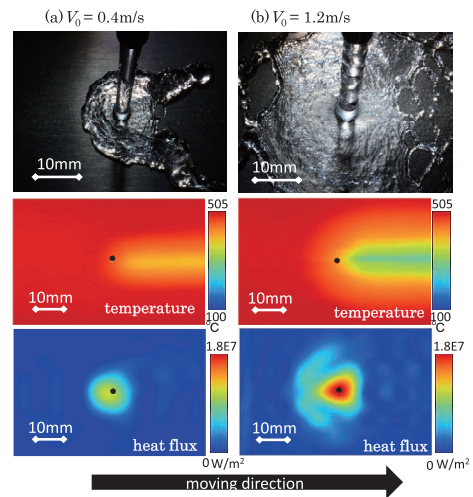 (a) V₀ = 0.4m/s
(b) V₀ = 1.2m/s
10mm
10mm
505
505
10mm
temperature
10mm
temperature
100
℃
100
℃
1.8E7
1.8E7
10mm
heat flux
10mm
heat flux
0 W/m²
0 W/m²
moving direction